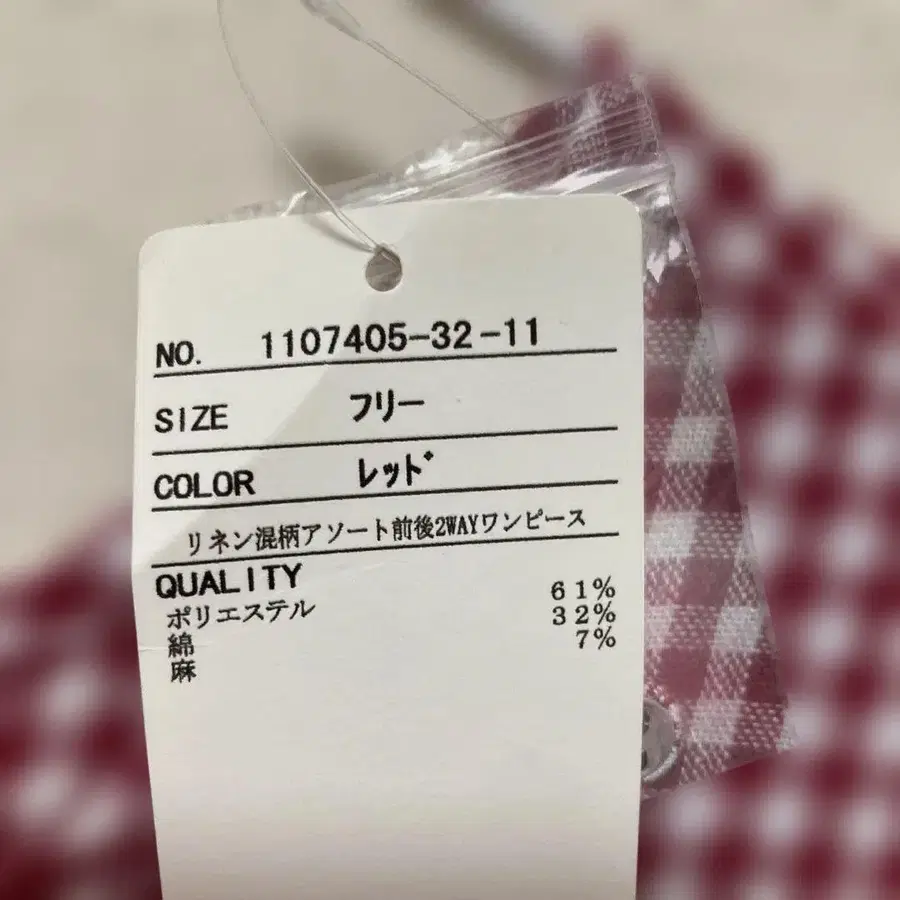 NO. 1107405-32-11
SIZE フリー
COLOR レッド
リネン混柄アソート前後2WAYワンピース
QUALITY
ポリエステル 61%
綿 32%
麻 7%